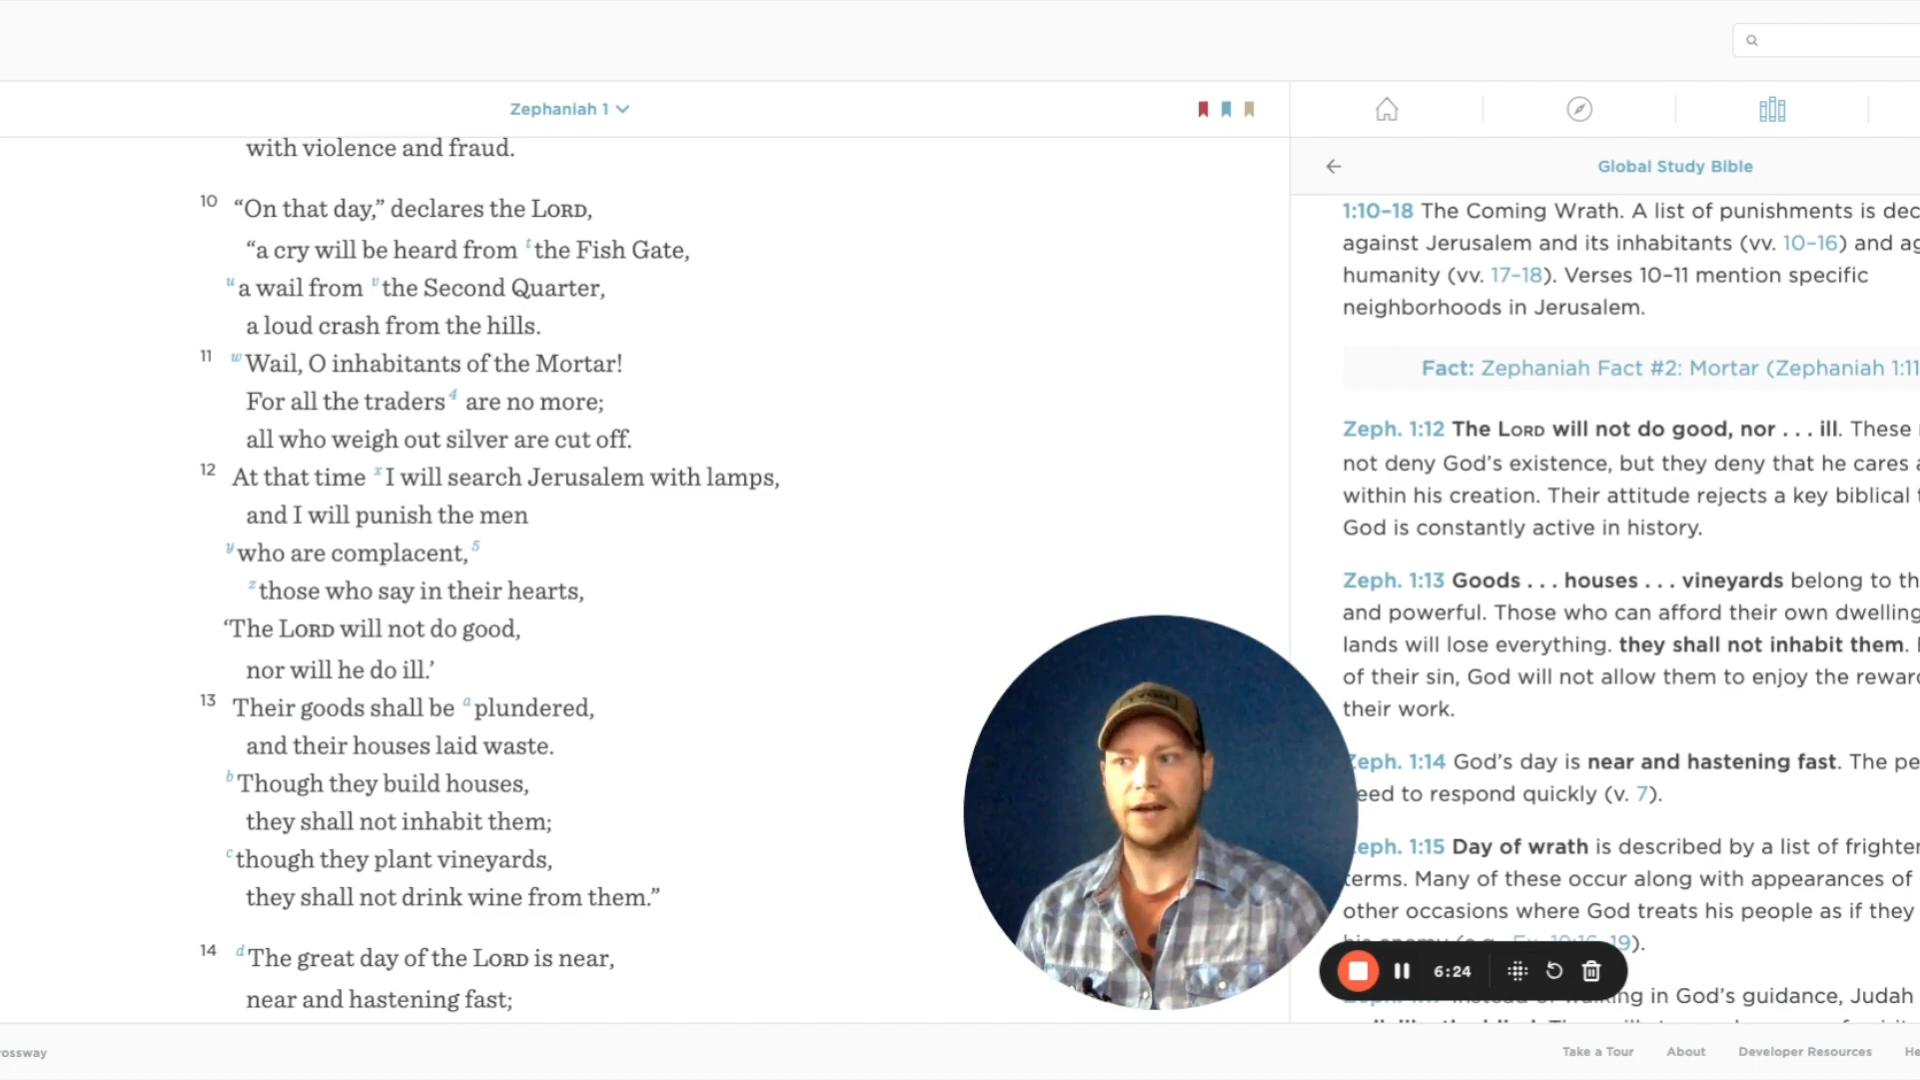 Zephaniah 1
with violence and fraud.
10 “On that day,” declares the LORD,
“a cry will be heard from t the Fish Gate,
u a wail from v the Second Quarter,
a loud crash from the hills.
11 w Wail, O inhabitants of the Mortar!
For all the traders 4 are no more;
all who weigh out silver are cut off.
12 At that time x I will search Jerusalem with lamps,
and I will punish the men
y who are complacent, 5
z those who say in their hearts,
‘The LORD will not do good,
nor will he do ill.’
13 Their goods shall be a plundered,
and their houses laid waste.
b Though they build houses,
they shall not inhabit them;
c though they plant vineyards,
they shall not drink wine from them.”
14 d The great day of the LORD is near,
near and hastening fast;
Global Study Bible
1:10–18 The Coming Wrath. A list of punishments is dec
against Jerusalem and its inhabitants (vv. 10–16) and ag
humanity (vv. 17–18). Verses 10–11 mention specific
neighborhoods in Jerusalem.
Fact: Zephaniah Fact #2: Mortar (Zephaniah 1:11
Zeph. 1:12 The LORD will not do good, nor . . . ill. These
not deny God’s existence, but they deny that he cares
within his creation. Their attitude rejects a key biblical
God is constantly active in history.
Zeph. 1:13 Goods . . . houses . . . vineyards belong to th
and powerful. Those who can afford their own dwelling
lands will lose everything. they shall not inhabit them.
of their sin, God will not allow them to enjoy the rewar
their work.
Zeph. 1:14 God’s day is near and hastening fast. The pe
eed to respond quickly (v. 7).
eph. 1:15 Day of wrath is described by a list of frighte
terms. Many of these occur along with appearances of
other occasions where God treats his people as if they
his enemy (e.g., Ex. 19:16–19).
6:24
in God’s guidance, Judah
rossway
Take a Tour
About
Developer Resources
He